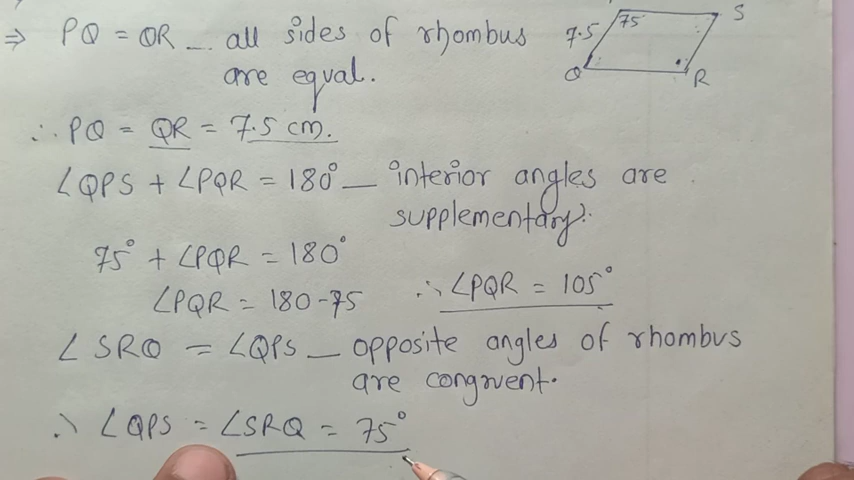 ⇒ PQ = QR _ all sides of rhombus
are equal.
7.5 75 S
Q R
∴ PQ = QR = 7.5 cm.
∠QPS + ∠PQR = 180° _ interior angles are
supplementary.
75° + ∠PQR = 180°
∠PQR = 180-75 ∴ ∠PQR = 105°
∠SRQ = ∠QPS _ opposite angles of rhombus
are congruent.
∴ ∠QPS = ∠SRQ = 75°